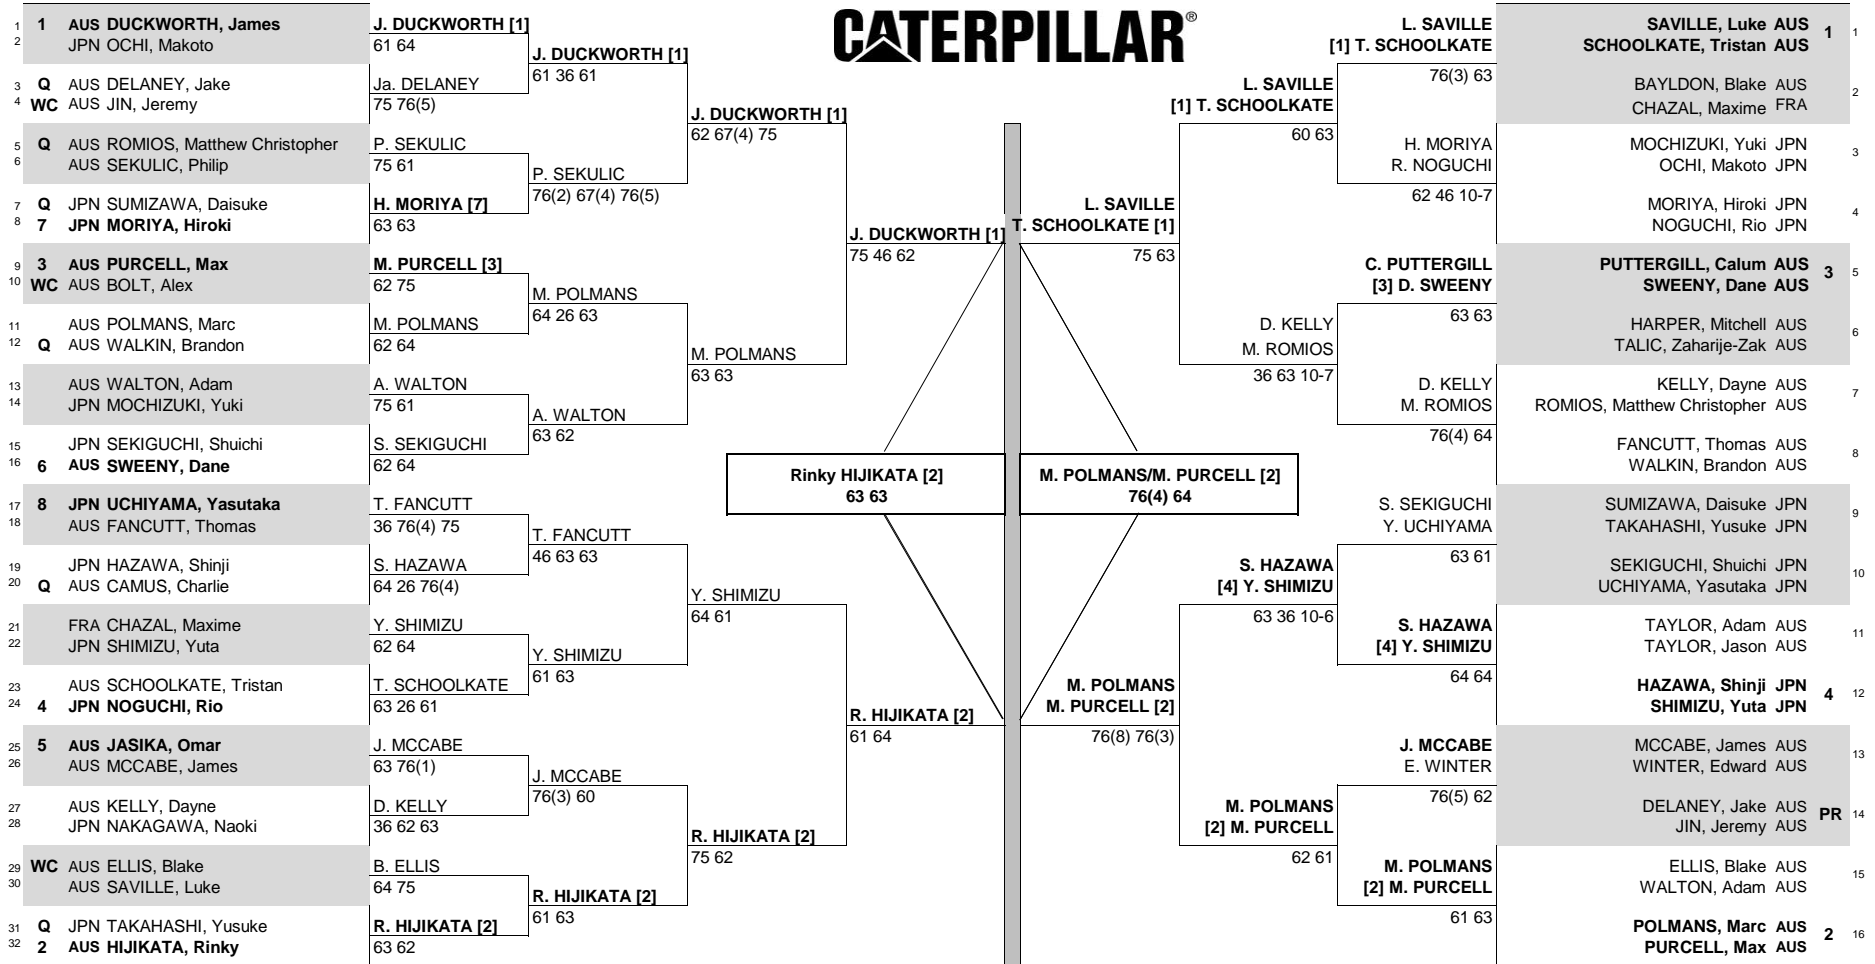 CATERPILLAR®
1 1 AUS DUCKWORTH, James
2 JPN OCHI, Makoto
3 Q AUS DELANEY, Jake
4 WC AUS JIN, Jeremy
5 Q AUS ROMIOS, Matthew Christopher
6 AUS SEKULIC, Philip
7 Q JPN SUMIZAWA, Daisuke
8 7 JPN MORIYA, Hiroki
9 3 AUS PURCELL, Max
10 WC AUS BOLT, Alex
11 AUS POLMANS, Marc
12 Q AUS WALKIN, Brandon
13 AUS WALTON, Adam
14 JPN MOCHIZUKI, Yuki
15 JPN SEKIGUCHI, Shuichi
16 6 AUS SWEENY, Dane
17 8 JPN UCHIYAMA, Yasutaka
18 AUS FANCUTT, Thomas
19 JPN HAZAWA, Shinji
20 Q AUS CAMUS, Charlie
21 FRA CHAZAL, Maxime
22 JPN SHIMIZU, Yuta
23 AUS SCHOOLKATE, Tristan
24 4 JPN NOGUCHI, Rio
25 5 AUS JASIKA, Omar
26 AUS MCCABE, James
27 AUS KELLY, Dayne
28 JPN NAKAGAWA, Naoki
29 WC AUS ELLIS, Blake
30 AUS SAVILLE, Luke
31 Q JPN TAKAHASHI, Yusuke
32 2 AUS HIJIKATA, Rinky
J. DUCKWORTH [1]
61 64
Ja. DELANEY
75 76(5)
P. SEKULIC
75 61
H. MORIYA [7]
63 63
M. PURCELL [3]
62 75
M. POLMANS
62 64
A. WALTON
75 61
S. SEKIGUCHI
62 64
T. FANCUTT
36 76(4) 75
S. HAZAWA
64 26 76(4)
Y. SHIMIZU
62 64
T. SCHOOLKATE
63 26 61
J. MCCABE
63 76(1)
D. KELLY
36 62 63
B. ELLIS
64 75
R. HIJIKATA [2]
63 62
J. DUCKWORTH [1]
61 36 61
P. SEKULIC
76(2) 67(4) 76(5)
M. POLMANS
64 26 63
A. WALTON
63 62
T. FANCUTT
46 63 63
Y. SHIMIZU
61 63
J. MCCABE
76(3) 60
R. HIJIKATA [2]
61 63
J. DUCKWORTH [1]
62 67(4) 75
M. POLMANS
63 63
Y. SHIMIZU
64 61
R. HIJIKATA [2]
75 62
J. DUCKWORTH [1]
75 46 62
R. HIJIKATA [2]
61 64
Rinky HIJIKATA [2]
63 63
M. POLMANS/M. PURCELL [2]
76(4) 64
L. SAVILLE
T. SCHOOLKATE [1]
75 63
M. POLMANS
M. PURCELL [2]
76(8) 76(3)
L. SAVILLE
[1] T. SCHOOLKATE
60 63
D. KELLY
M. ROMIOS
36 63 10-7
S. HAZAWA
[4] Y. SHIMIZU
63 36 10-6
M. POLMANS
[2] M. PURCELL
62 61
L. SAVILLE
[1] T. SCHOOLKATE
76(3) 63
H. MORIYA
R. NOGUCHI
62 46 10-7
C. PUTTERGILL
[3] D. SWEENY
63 63
D. KELLY
M. ROMIOS
76(4) 64
S. SEKIGUCHI
Y. UCHIYAMA
63 61
S. HAZAWA
[4] Y. SHIMIZU
64 64
J. MCCABE
E. WINTER
76(5) 62
M. POLMANS
[2] M. PURCELL
61 63
SAVILLE, Luke AUS 1 1
SCHOOLKATE, Tristan AUS
BAYLDON, Blake AUS 2
CHAZAL, Maxime FRA
MOCHIZUKI, Yuki JPN 3
OCHI, Makoto JPN
MORIYA, Hiroki JPN 4
NOGUCHI, Rio JPN
PUTTERGILL, Calum AUS 3 5
SWEENY, Dane AUS
HARPER, Mitchell AUS 6
TALIC, Zaharije-Zak AUS
KELLY, Dayne AUS 7
ROMIOS, Matthew Christopher AUS
FANCUTT, Thomas AUS 8
WALKIN, Brandon AUS
SUMIZAWA, Daisuke JPN 9
TAKAHASHI, Yusuke JPN
SEKIGUCHI, Shuichi JPN 10
UCHIYAMA, Yasutaka JPN
TAYLOR, Adam AUS 11
TAYLOR, Jason AUS
HAZAWA, Shinji JPN 4 12
SHIMIZU, Yuta JPN
MCCABE, James AUS 13
WINTER, Edward AUS
DELANEY, Jake AUS PR 14
JIN, Jeremy AUS
ELLIS, Blake AUS 15
WALTON, Adam AUS
POLMANS, Marc AUS 2 16
PURCELL, Max AUS